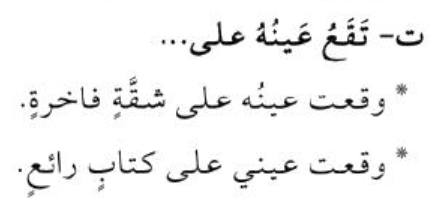 ت- تَقَعُ عَينُهُ على...
* وقعت عينُه على شقَّةٍ فاخرةٍ.
* وقعت عيني على كتابٍ رائعٍ.